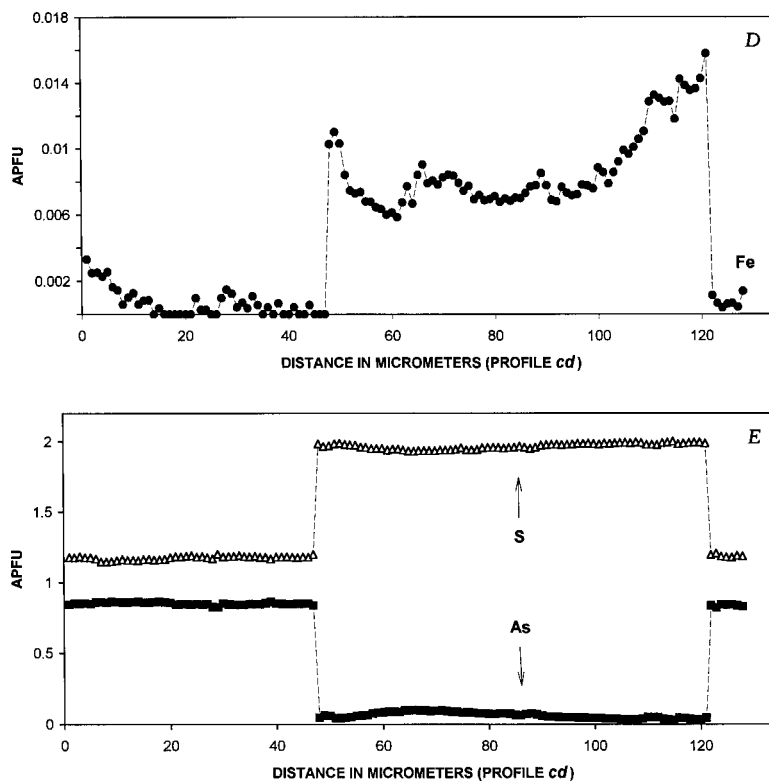 0.018
D
0.014
0.01
APFU
0.006
Fe
0.002
0 20 40 60 80 100 120
DISTANCE IN MICROMETERS (PROFILE cd)
2
E
1.5
S
APFU
1
As
0.5
0
0 20 40 60 80 100 120
DISTANCE IN MICROMETERS (PROFILE cd)